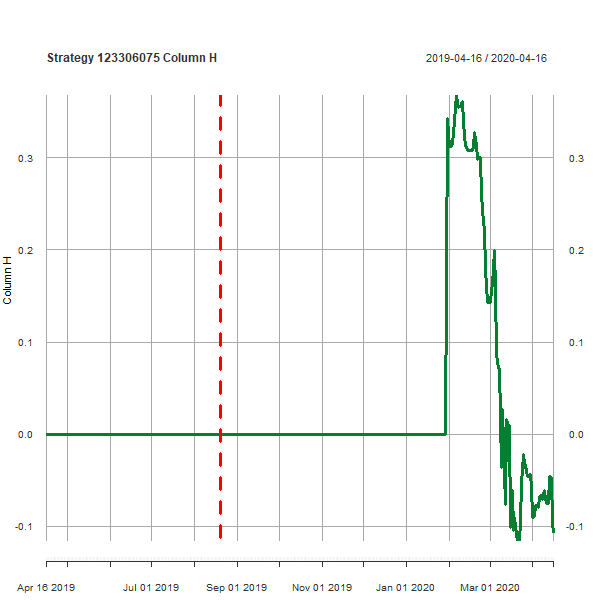 Strategy 123306075 Column H
2019-04-16 / 2020-04-16
0.3
0.3
0.2
0.2
Column H
0.1
0.1
0.0
0.0
-0.1
-0.1
Apr 16 2019
Jul 01 2019
Sep 01 2019
Nov 01 2019
Jan 01 2020
Mar 01 2020